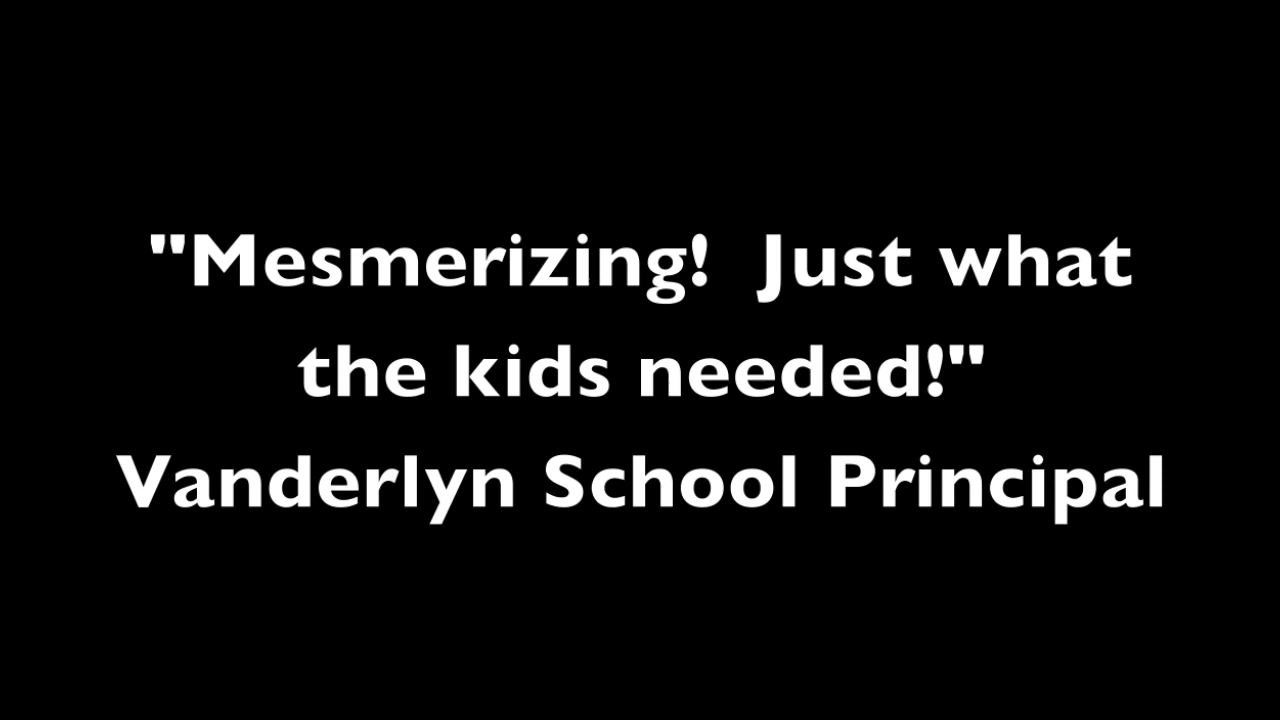 "Mesmerizing!  Just what
the kids needed!"
Vanderlyn School Principal